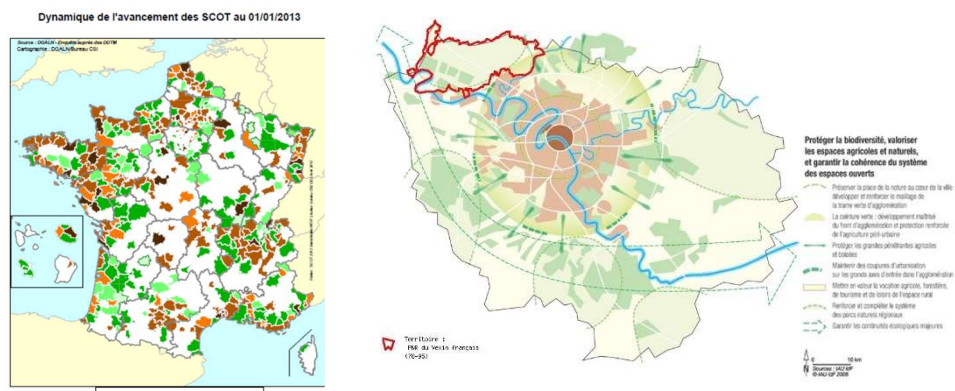 Dynamique de l'avancement des SCOT au 01/01/2013
Source : DGALN - Enquête auprès des DDTM
Cartographie : DGALN/Bureau CSI
Protéger la biodiversité, valoriser
les espaces agricoles et naturels,
et garantir la cohérence du système
des espaces ouverts
Préserver la place de la nature au cœur de la ville :
développer et renforcer le maillage de
la trame verte d'agglomération
La ceinture verte : développement maîtrisé
du front d'agglomération et protection renforcée
de l'agriculture péri-urbaine
Protéger les grandes pénétrantes agricoles
et boisées
Maintenir des coupures d'urbanisation
sur les grands axes d'entrée dans l'agglomération
Mettre en valeur la vocation agricole, forestière,
de tourisme et de loisirs de l'espace rural
Renforcer et compléter le système
des parcs naturels régionaux
Garantir les continuités écologiques majeures
Territoire :
PNR du Vexin français
(78-95)
N
0 10 km
Sources : IAU îdF
© IAU îdF 2008